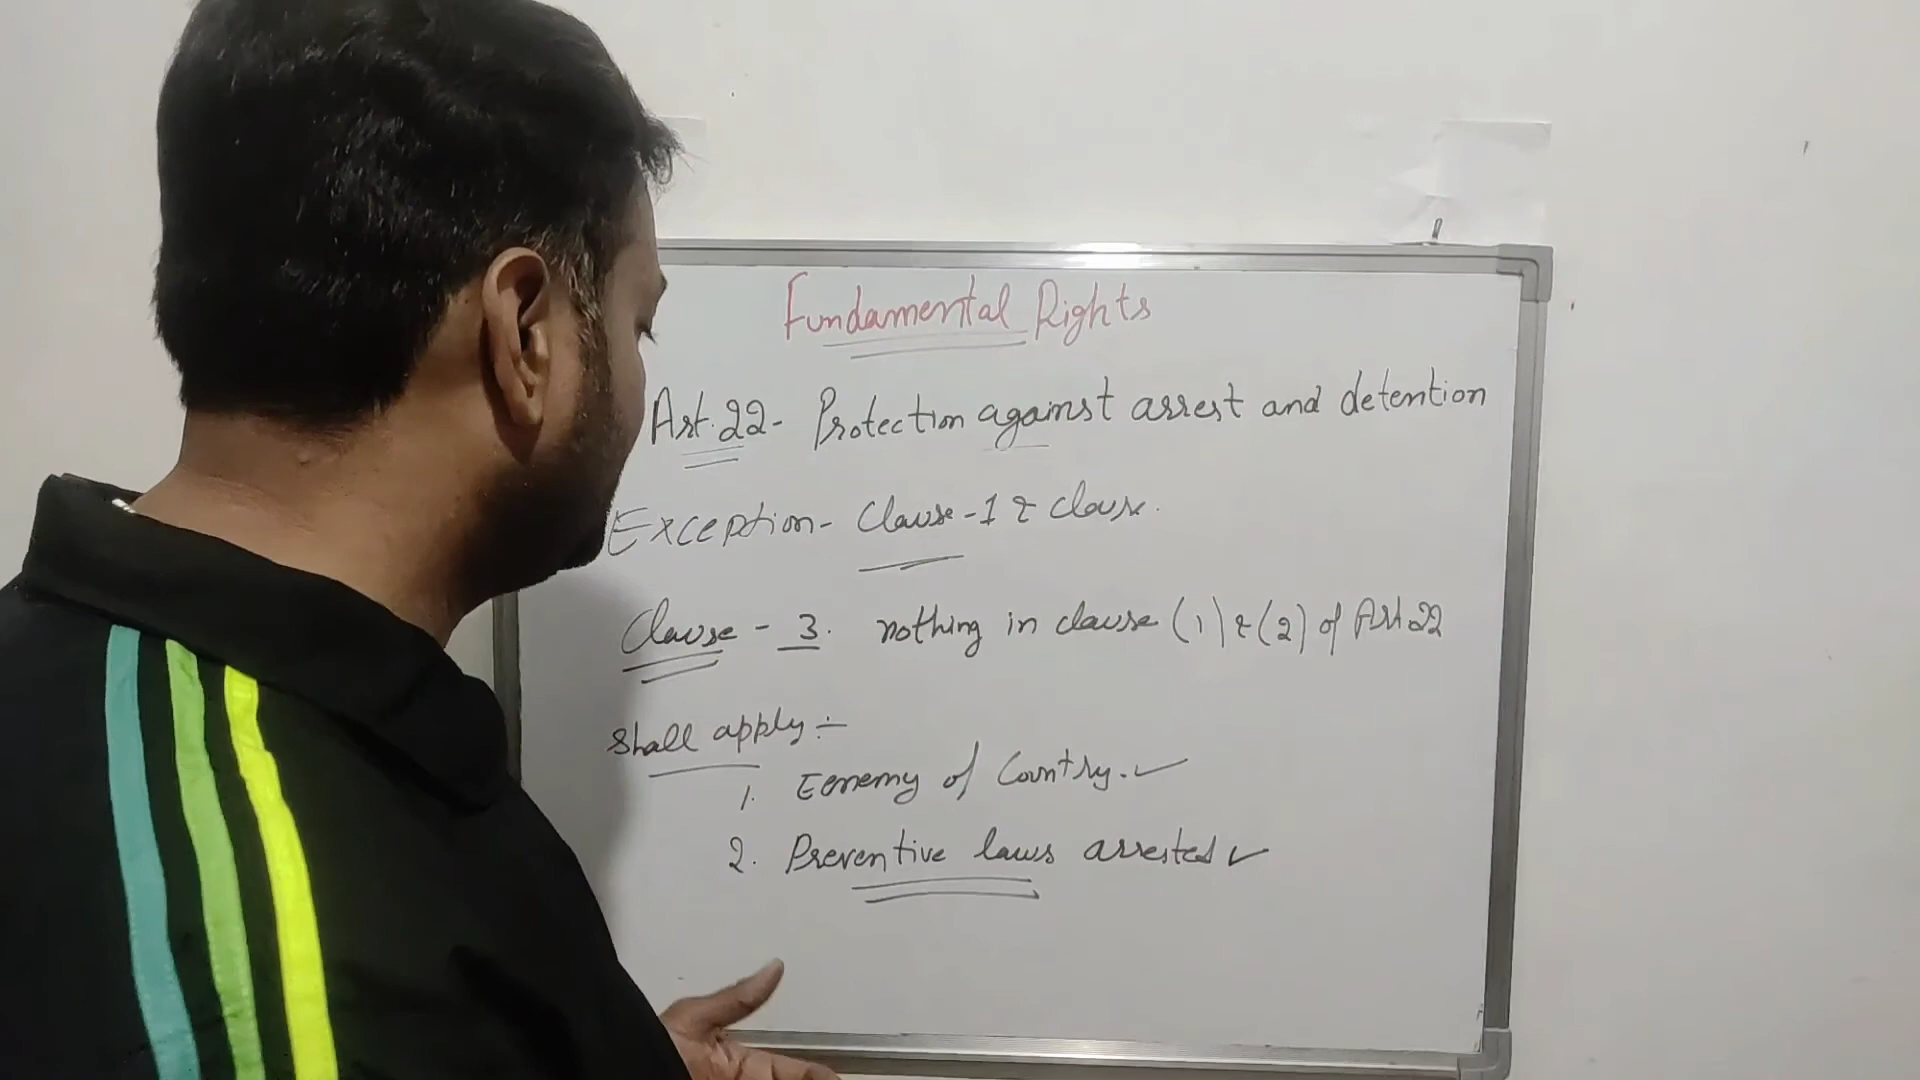 Fundamental Rights
Art. 22- Protection against arrest and detention
Exception- Clause-1 & clause.
Clause - 3. nothing in clause (1) & (2) of Art 22
shall apply :-
1. Eenemy of Country.
2. Preventive laws arrested